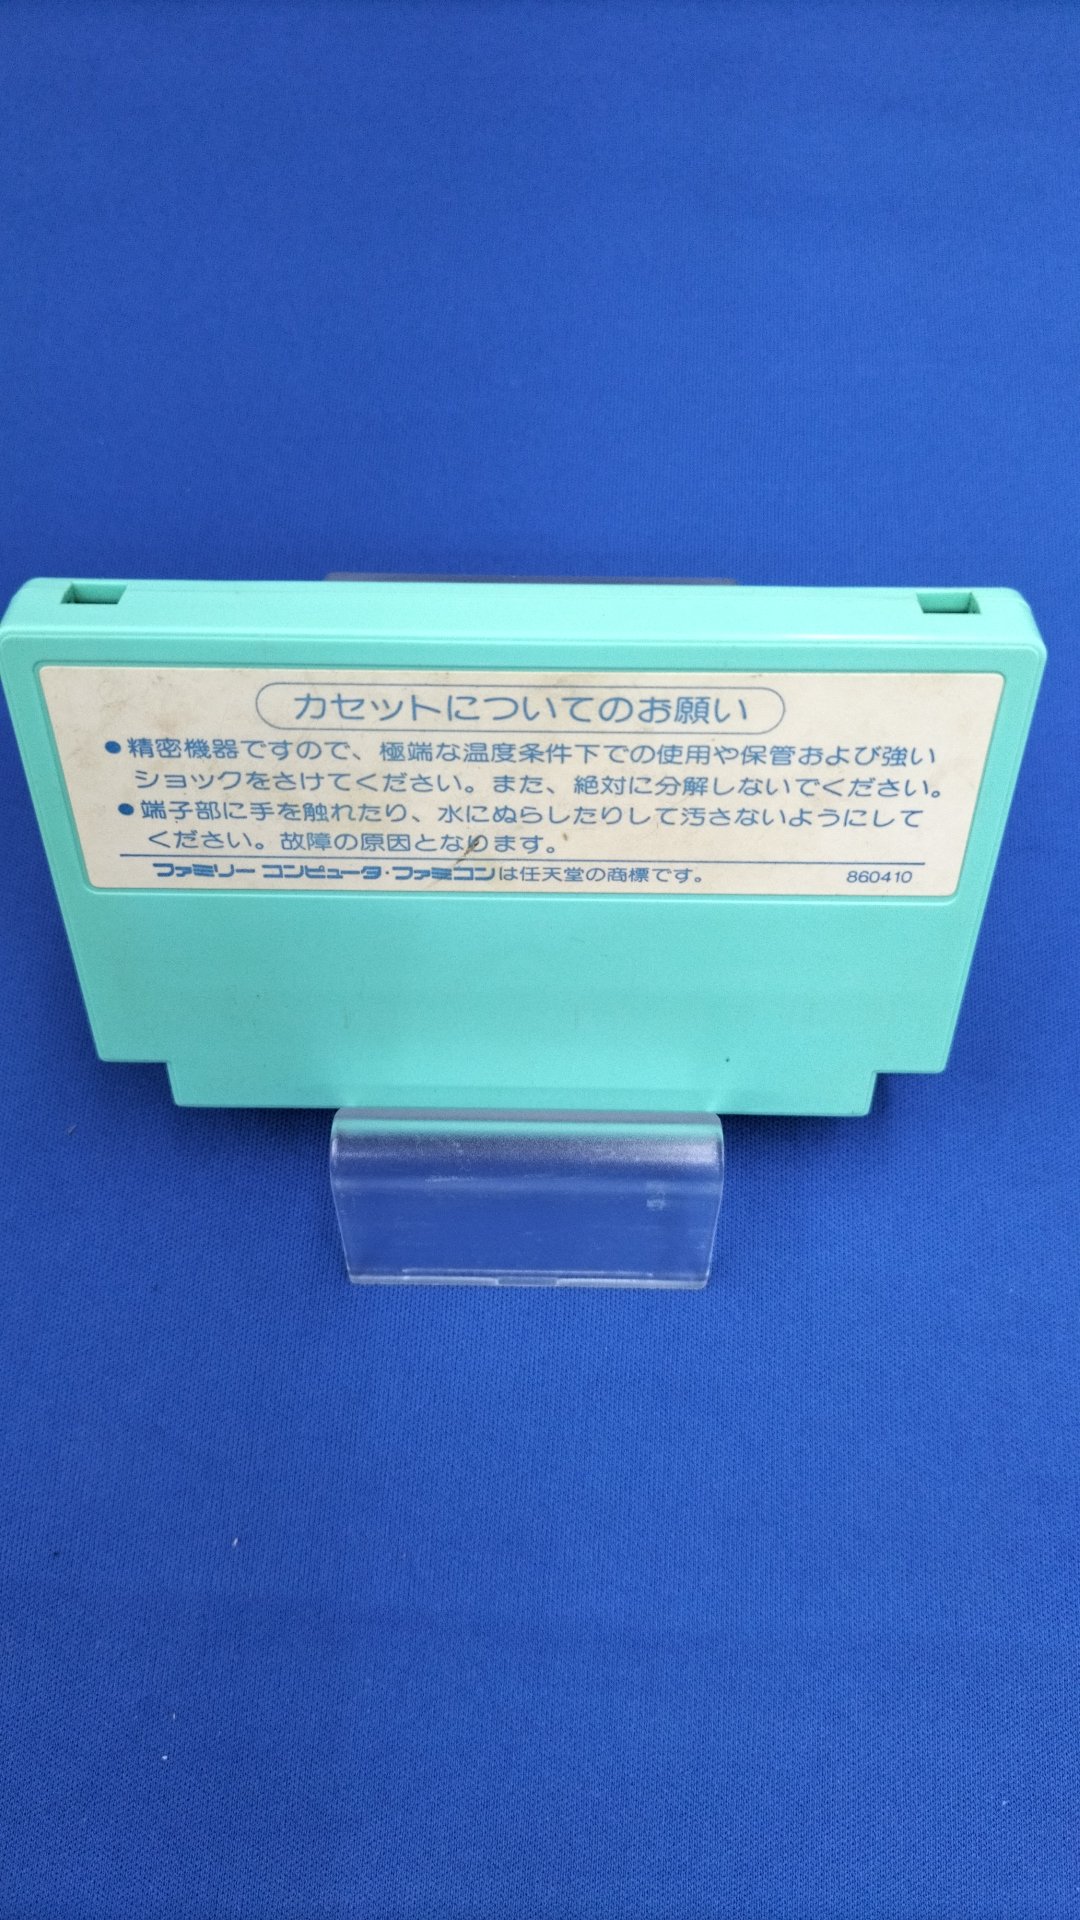 カセットについてのお願い
●精密機器ですので、極端な温度条件下での使用や保管および強い
ショックをさけてください。また、絶対に分解しないでください。
●端子部に手を触れたり、水にぬらしたりして汚さないようにして
ください。故障の原因となります。
ファミリー コンピュータ・ファミコンは任天堂の商標です。 860410